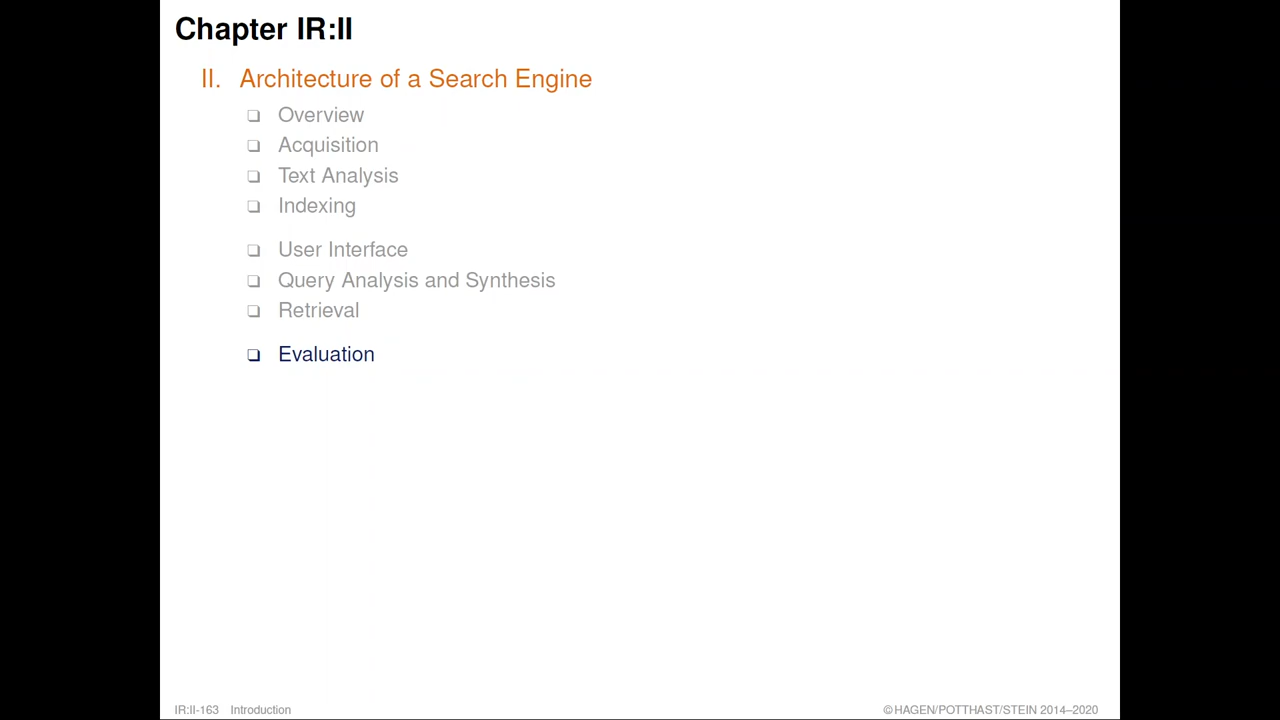 Chapter IR:II
II. Architecture of a Search Engine
❏ Overview
❏ Acquisition
❏ Text Analysis
❏ Indexing
❏ User Interface
❏ Query Analysis and Synthesis
❏ Retrieval
❏ Evaluation
IR:II-163 Introduction
©HAGEN/POTTHAST/STEIN 2014–2020